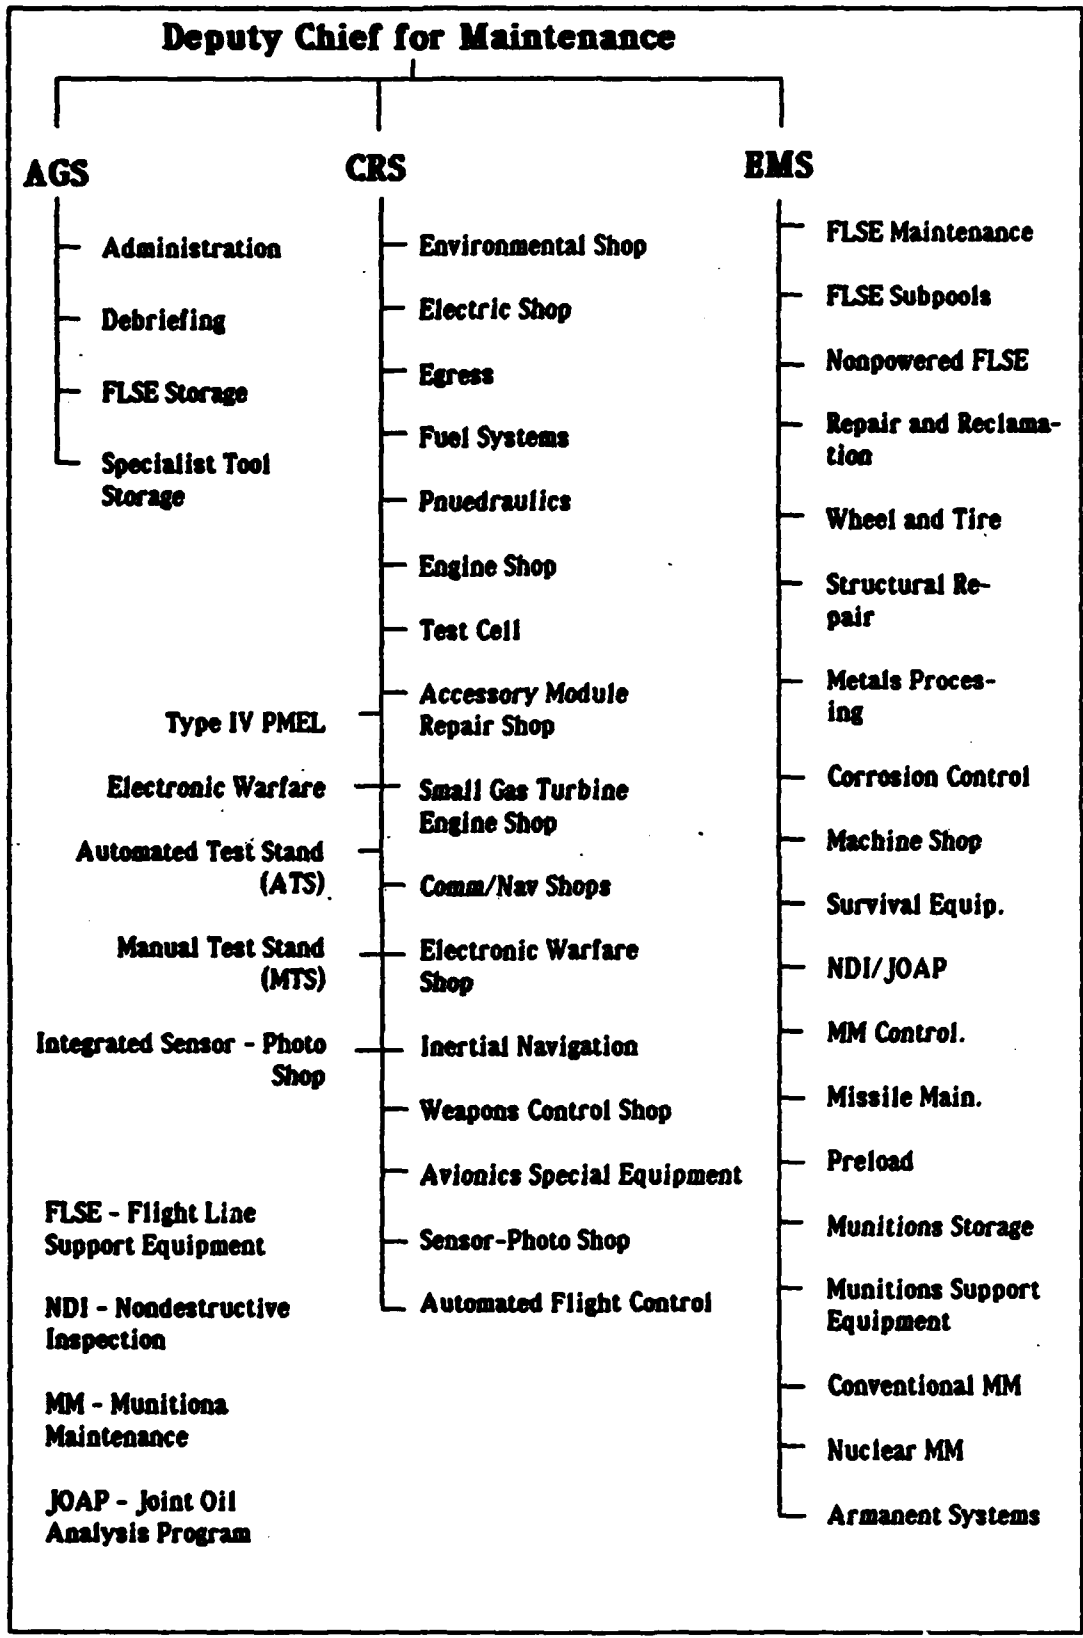 Deputy Chief for Maintenance
AGS
Administration
Debriefing
FLSE Storage
Specialist Tool
Storage
CRS
Environmental Shop
Electric Shop
Egress
Fuel Systems
Pnuedraulics
Engine Shop
Test Cell
Accessory Module
Repair Shop
Small Gas Turbine
Engine Shop
Comm/Nav Shops
Electronic Warfare
Shop
Inertial Navigation
Weapons Control Shop
Avionics Special Equipment
Sensor-Photo Shop
Automated Flight Control
Type IV PMEL
Electronic Warfare
Automated Test Stand
(ATS)
Manual Test Stand
(MTS)
Integrated Sensor - Photo
Shop
EMS
FLSE Maintenance
FLSE Subpools
Nonpowered FLSE
Repair and Reclama-
tion
Wheel and Tire
Structural Re-
pair
Metals Proces-
ing
Corrosion Control
Machine Shop
Survival Equip.
NDI/JOAP
MM Control.
Missile Main.
Preload
Munitions Storage
Munitions Support
Equipment
Conventional MM
Nuclear MM
Armanent Systems
FLSE - Flight Line
Support Equipment
NDI - Nondestructive
Inspection
MM - Munitiona
Maintenance
JOAP - Joint Oil
Analysis Program